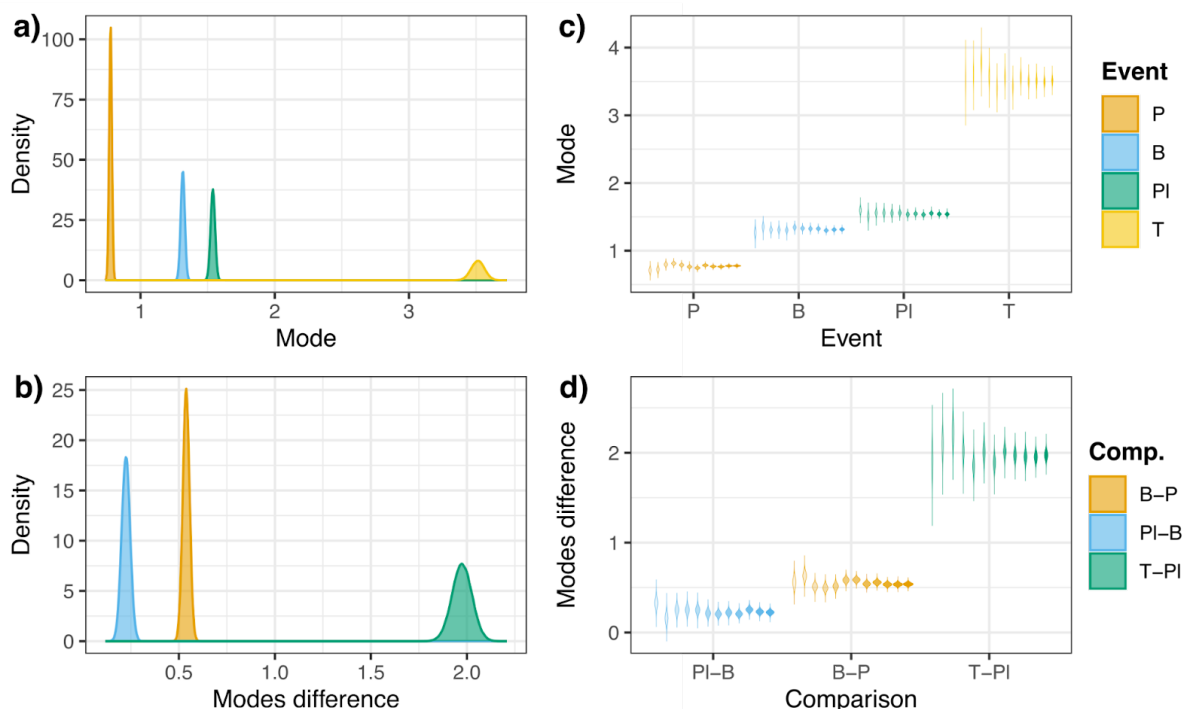 a)
Density
100
75
50
25
0
1 2 3
Mode
c)
Mode
4
3
2
1
P B Pl T
Event
Event
P
B
Pl
T
b)
Density
25
20
15
10
5
0
0.5 1.0 1.5 2.0
Modes difference
d)
Modes difference
2
1
0
Pl−B B−P T−Pl
Comparison
Comp.
B−P
Pl−B
T−Pl